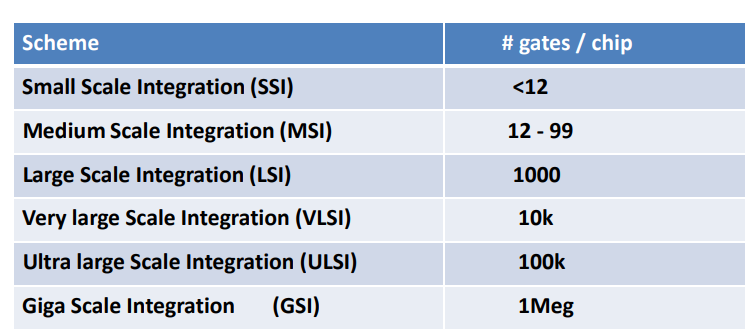 Scheme # gates / chip
Small Scale Integration (SSI) <12
Medium Scale Integration (MSI) 12 - 99
Large Scale Integration (LSI) 1000
Very large Scale Integration (VLSI) 10k
Ultra large Scale Integration (ULSI) 100k
Giga Scale Integration (GSI) 1Meg